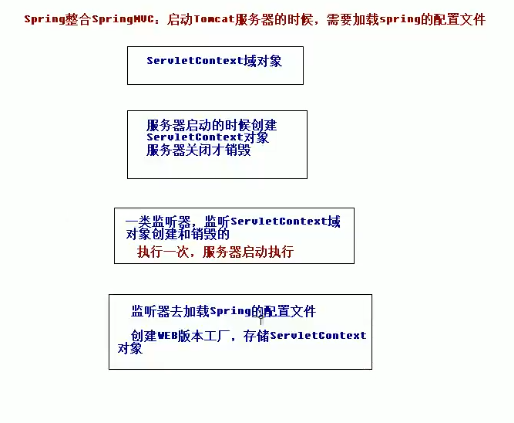 Spring整合SpringMVC：启动Tomcat服务器的时候，需要加载spring的配置文件
ServletContext域对象
服务器启动的时候创建
ServletContext对象
服务器关闭才销毁
一类监听器，监听ServletContext域
对象创建和销毁的
执行一次，服务器启动执行
监听器去加载Spring的配置文件
创建WEB版本工厂，存储ServletContext
对象